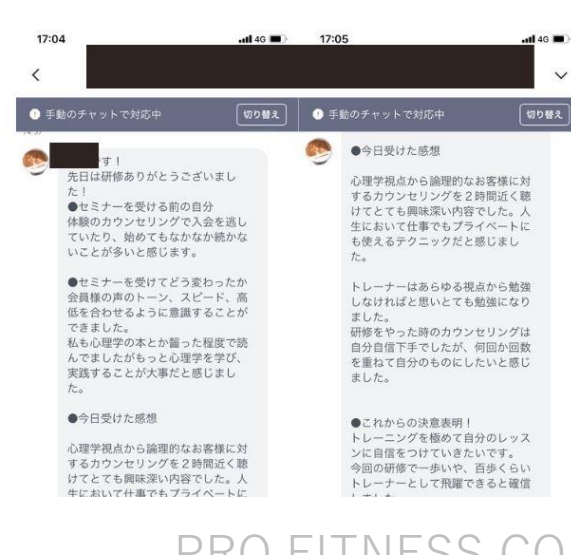 17:04
4G
手動のチャットで対応中
切り替え
す！
先日は研修ありがとうございまし
た！
●セミナーを受ける前の自分
体験のカウンセリングで入会を逃し
ていたり、始めてもなかなか続かな
いことが多いと感じます。
●セミナーを受けてどう変わったか
会員様の声のトーン、スピード、高
低を合わせるように意識することが
できました。
私も心理学の本とか齧った程度で読
んでましたがもっと心理学を学び、
実践することが大事だと感じまし
た。
●今日受けた感想
心理学視点から論理的なお客様に対
するカウンセリングを２時間近く聴
けてとても興味深い内容でした。人
生において仕事でもプライベートに
17:05
4G
手動のチャットで対応中
切り替え
●今日受けた感想
心理学視点から論理的なお客様に対
するカウンセリングを２時間近く聴
けてとても興味深い内容でした。人
生において仕事でもプライベートに
も使えるテクニックだと感じまし
た。
トレーナーはあらゆる視点から勉強
しなければと思いとても勉強になり
ました。
研修をやった時のカウンセリングは
自分自信下手でしたが、何回か回数
を重ねて自分のものにしたいと感じ
ました。
●これからの決意表明！
トレーニングを極めて自分のレッス
ンに自信をつけていきたいです。
今回の研修で一歩いや、百歩くらい
トレーナーとして飛躍できると確信
しました
PRO FITNESS CO